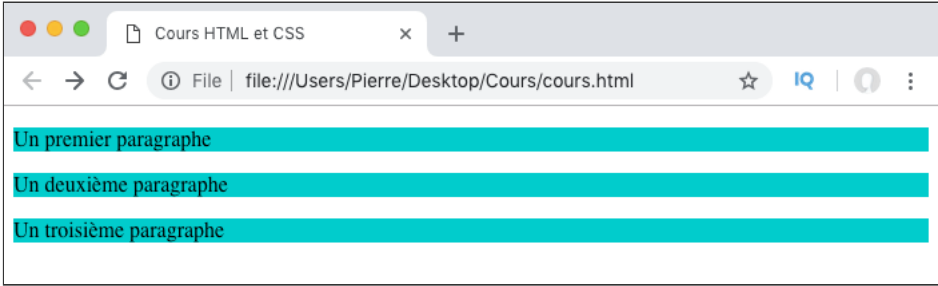 Cours HTML et CSS
File file:///Users/Pierre/Desktop/Cours/cours.html IQ
Un premier paragraphe
Un deuxième paragraphe
Un troisième paragraphe